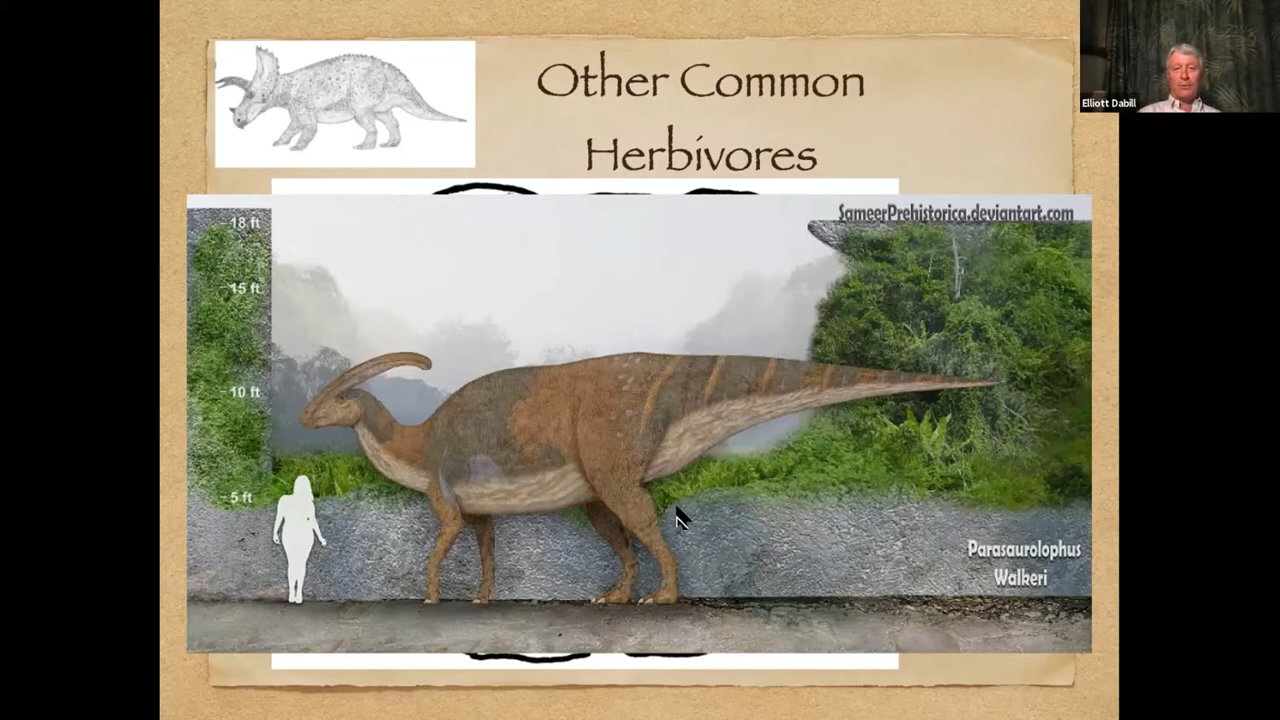 Other Common
Herbivores
Elliott Dabill
SameerPrehistorica.deviantart.com
18 ft
15 ft
10 ft
5 ft
Parasaurolophus
Walkeri